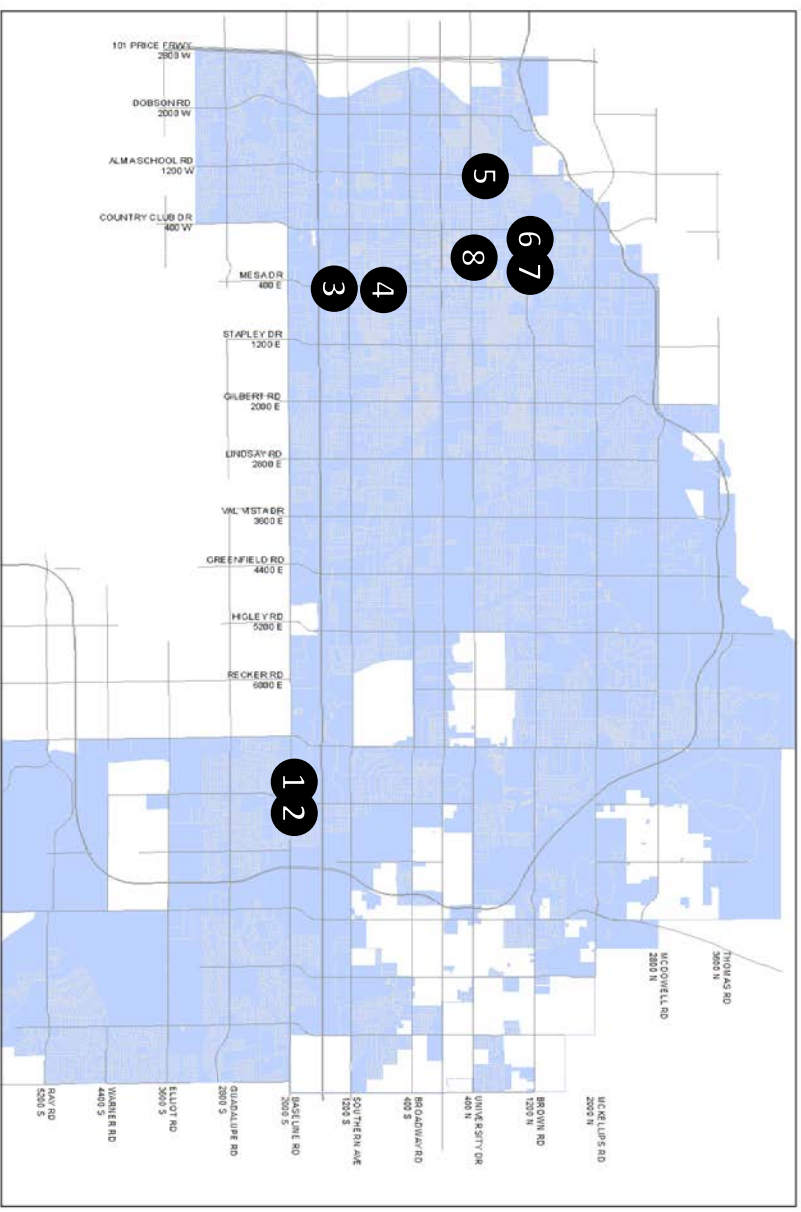 101 PRICE FRWY
2800 W
DOBSON RD
2000 W
ALMA SCHOOL RD
1200 W
COUNTRY CLUB DR
400 W
MESA DR
400 E
STAPLEY DR
1200 E
GILBERT RD
2000 E
LINDSAY RD
2800 E
VAL VISTA DR
3600 E
GREENFIELD RD
4400 E
HIGLEY RD
5200 E
RECKER RD
6000 E
THOMAS RD
3600 N
MCDOWELL RD
2800 N
MCKELLIPS RD
2000 N
BROWN RD
1200 N
UNIVERSITY DR
400 N
BROADWAY RD
400 S
SOUTHERN AVE
1200 S
BASELINE RD
2000 S
GUADALUPE RD
2800 S
ELLIOT RD
3600 S
WARNER RD
4400 S
RAY RD
5200 S
5
6
7
8
3
4
1
2